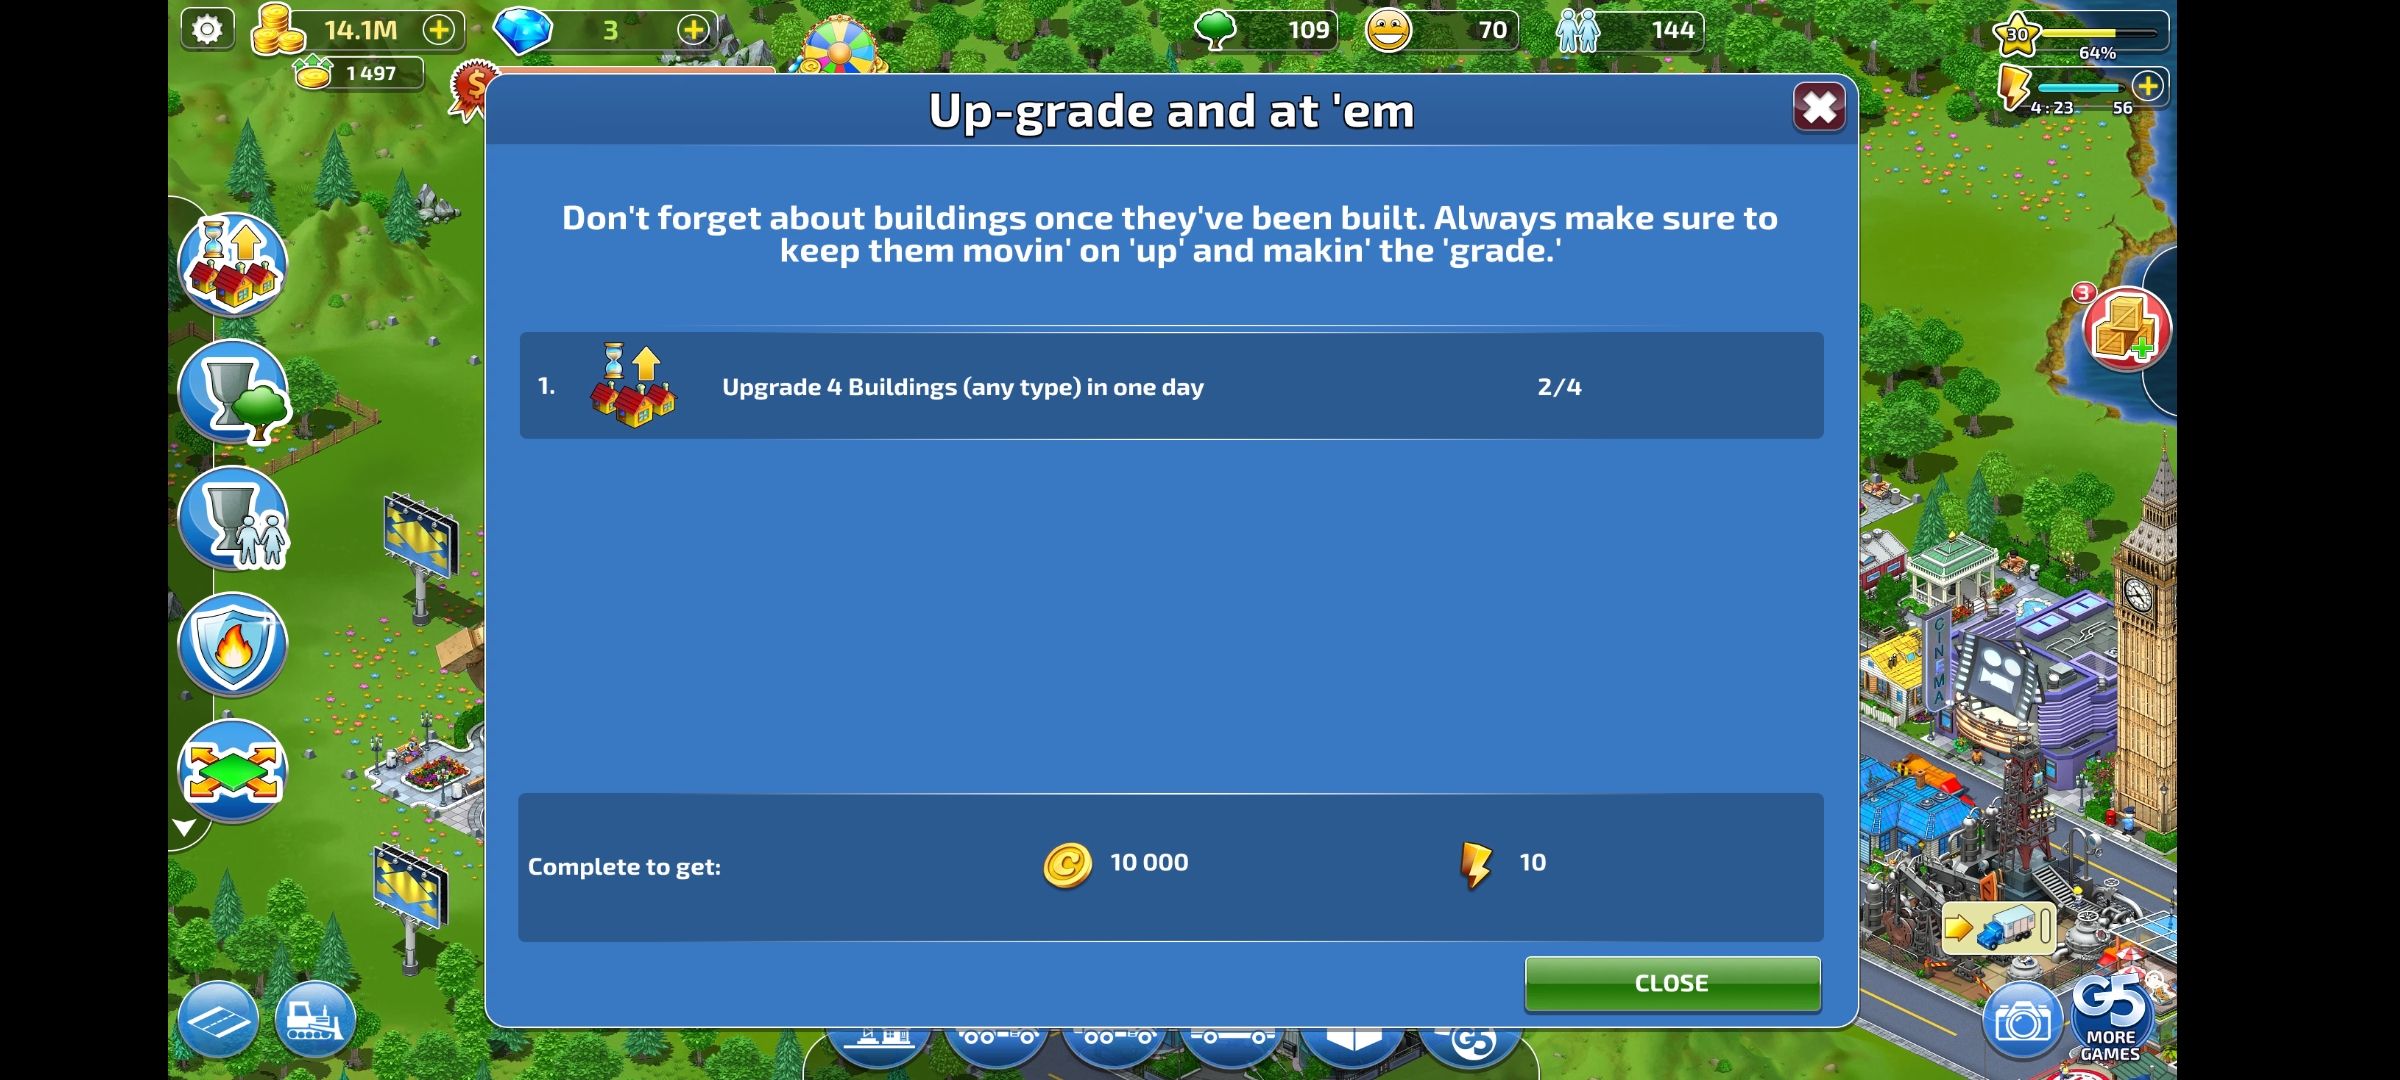 14.1M
3
109
70
144
30
64%
1 497
$
4:23
56
Up-grade and at 'em
Don't forget about buildings once they've been built. Always make sure to
keep them movin' on 'up' and makin' the 'grade.'
3
1.
Upgrade 4 Buildings (any type) in one day
2/4
CINEMA
Complete to get:
C
10 000
10
0
CLOSE
G5
G5
MORE
GAMES